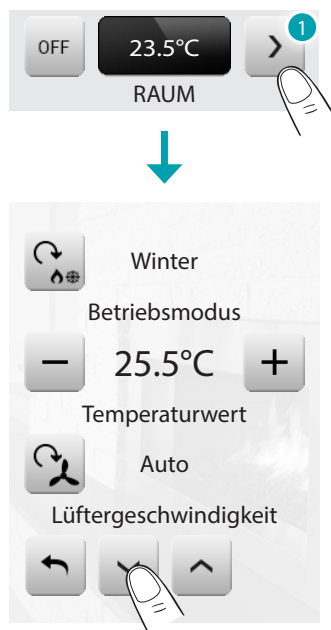 OFF 23.5°C > 1
RAUM
Winter
Betriebsmodus
− 25.5°C +
Temperaturwert
Auto
Lüftergeschwindigkeit